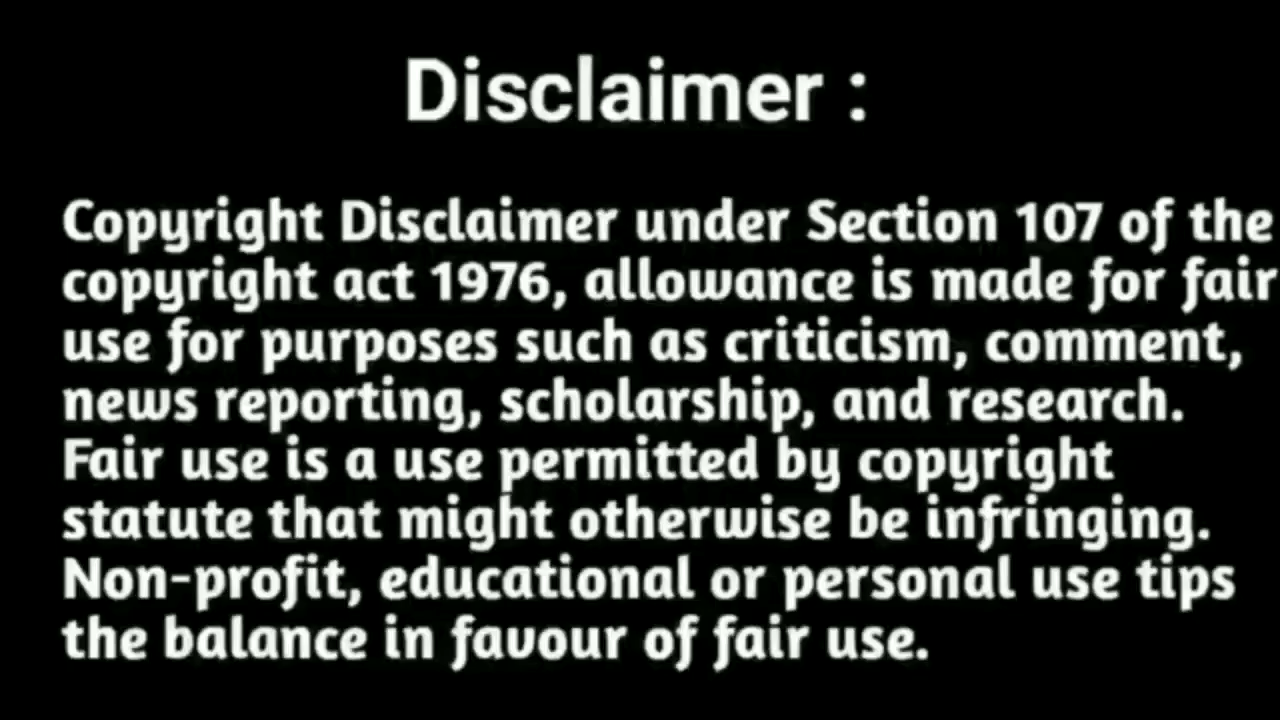 Disclaimer :
Copyright Disclaimer under Section 107 of the
copyright act 1976, allowance is made for fair
use for purposes such as criticism, comment,
news reporting, scholarship, and research.
Fair use is a use permitted by copyright
statute that might otherwise be infringing.
Non-profit, educational or personal use tips
the balance in favour of fair use.